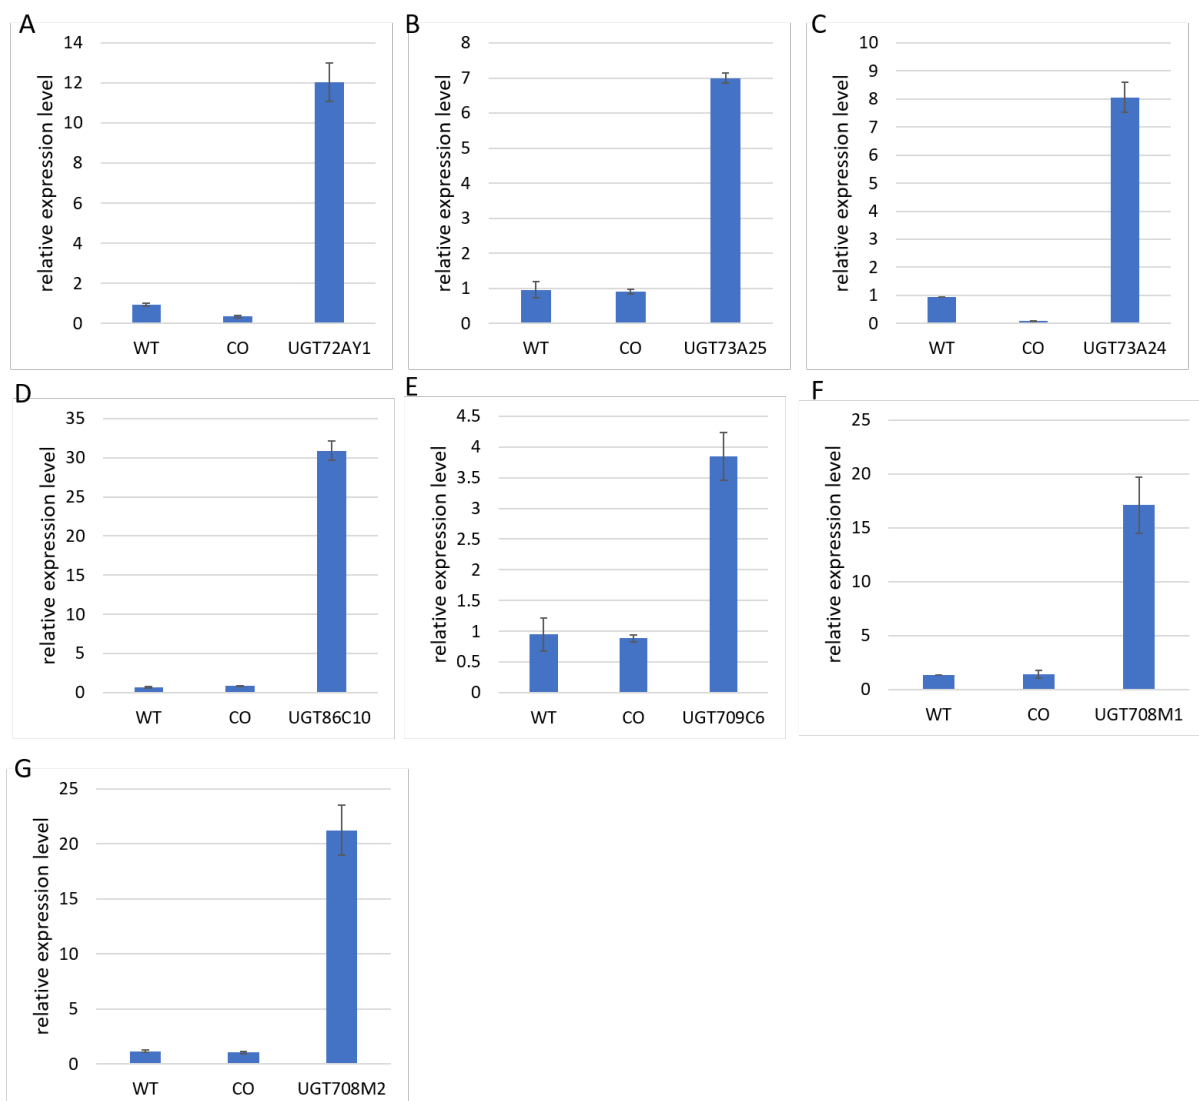 A
relative expression level
14
12
10
8
6
4
2
0
WT CO UGT72AY1
B
relative expression level
8
7
6
5
4
3
2
1
0
WT CO UGT73A25
C
relative expression level
10
9
8
7
6
5
4
3
2
1
0
WT CO UGT73A24
D
relative expression level
35
30
25
20
15
10
5
0
WT CO UGT86C10
E
relative expression level
4.5
4
3.5
3
2.5
2
1.5
1
0.5
0
WT CO UGT709C6
F
relative expression level
25
20
15
10
5
0
WT CO UGT708M1
G
relative expression level
25
20
15
10
5
0
WT CO UGT708M2